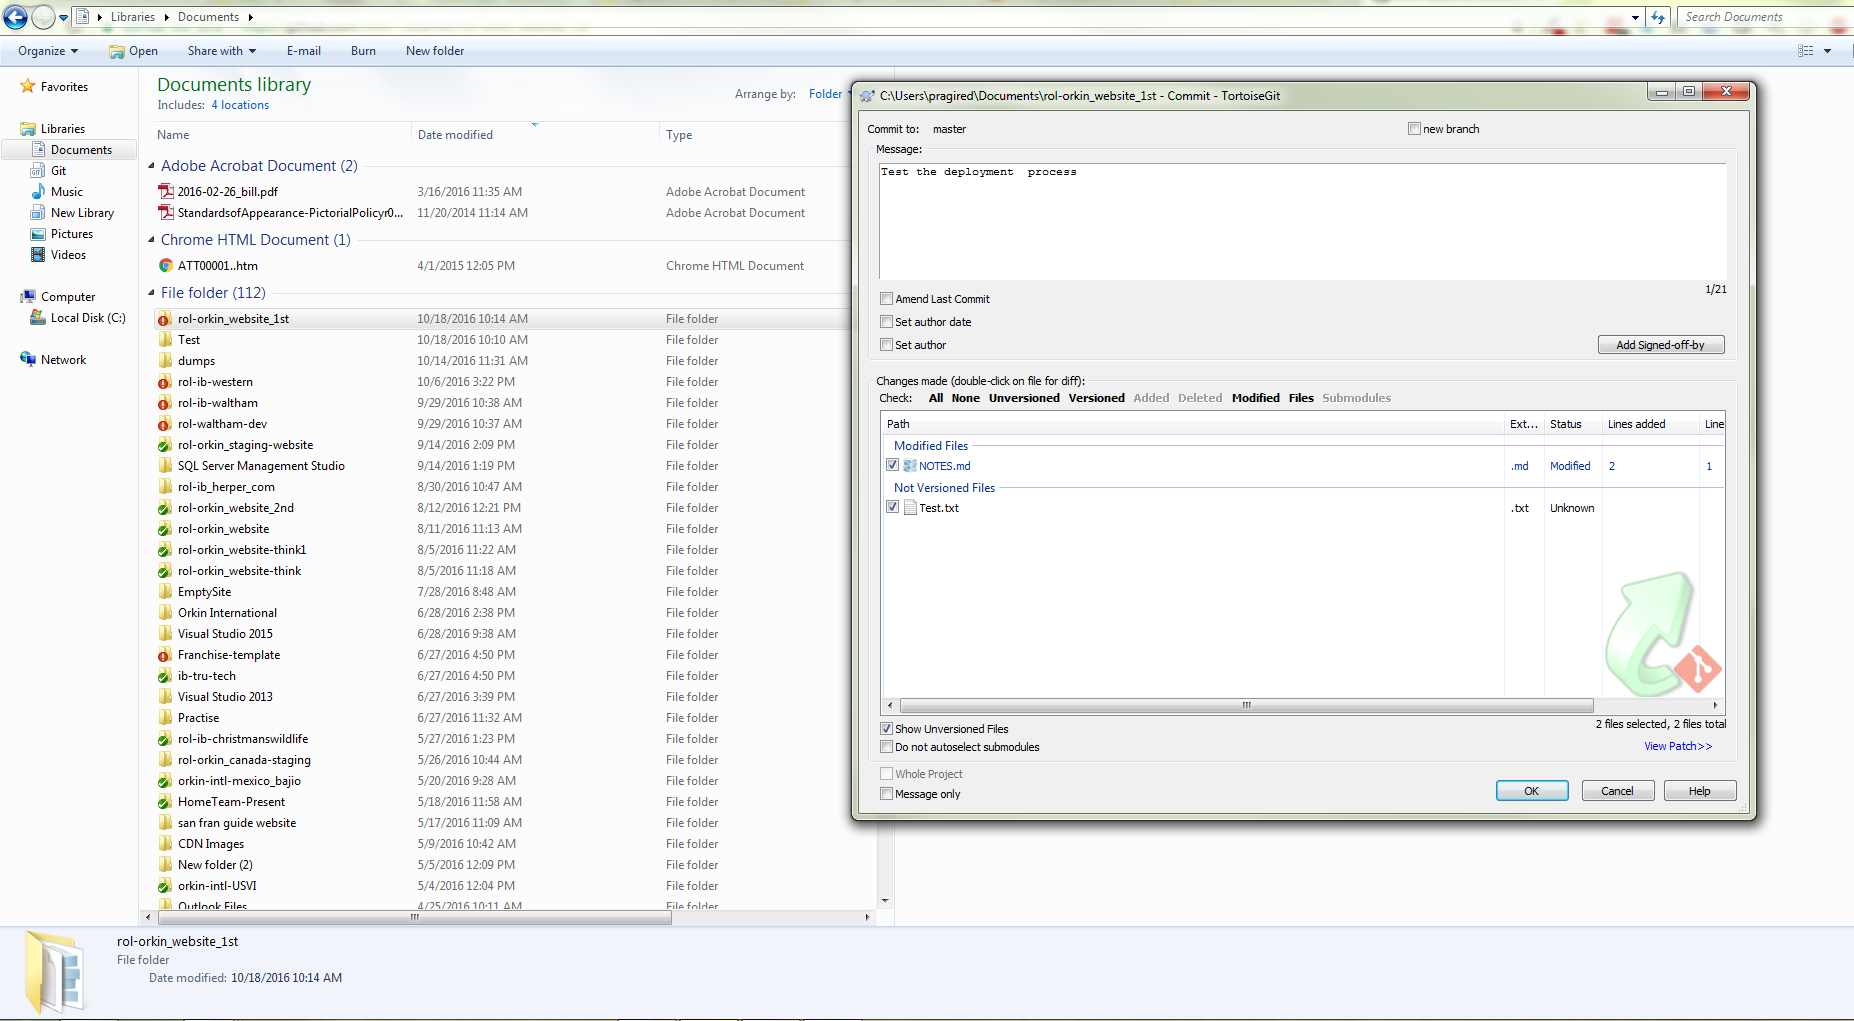 Libraries Documents
Search Documents
Organize Open Share with E-mail Burn New folder
Favorites
Libraries
Documents
Git
Music
New Library
Pictures
Videos
Computer
Local Disk (C:)
Network
Documents library
Includes: 4 locations
Arrange by: Folder
Name Date modified Type
Adobe Acrobat Document (2)
2016-02-26_bill.pdf 3/16/2016 11:35 AM Adobe Acrobat Document
StandardsofAppearance-PictorialPolicyr0... 11/20/2014 11:14 AM Adobe Acrobat Document
Chrome HTML Document (1)
ATT00001..htm 4/1/2015 12:05 PM Chrome HTML Document
File folder (112)
rol-orkin_website_1st 10/18/2016 10:14 AM File folder
Test 10/18/2016 10:10 AM File folder
dumps 10/14/2016 11:31 AM File folder
rol-ib-western 10/6/2016 3:22 PM File folder
rol-ib-waltham 9/29/2016 10:38 AM File folder
rol-waltham-dev 9/29/2016 10:37 AM File folder
rol-orkin_staging-website 9/14/2016 2:09 PM File folder
SQL Server Management Studio 9/14/2016 1:19 PM File folder
rol-ib_herper_com 8/30/2016 10:47 AM File folder
rol-orkin_website_2nd 8/12/2016 12:21 PM File folder
rol-orkin_website 8/11/2016 11:13 AM File folder
rol-orkin_website-think1 8/5/2016 11:22 AM File folder
rol-orkin_website-think 8/5/2016 11:18 AM File folder
EmptySite 7/28/2016 8:48 AM File folder
Orkin International 6/28/2016 2:38 PM File folder
Visual Studio 2015 6/28/2016 9:38 AM File folder
Franchise-template 6/27/2016 4:50 PM File folder
ib-tru-tech 6/27/2016 4:50 PM File folder
Visual Studio 2013 6/27/2016 3:39 PM File folder
Practise 6/27/2016 11:32 AM File folder
rol-ib-christmanswildlife 5/27/2016 1:23 PM File folder
rol-orkin_canada-staging 5/26/2016 10:44 AM File folder
orkin-intl-mexico_bajio 5/20/2016 9:28 AM File folder
HomeTeam-Present 5/18/2016 11:58 AM File folder
san fran guide website 5/17/2016 11:09 AM File folder
CDN Images 5/9/2016 10:42 AM File folder
New folder (2) 5/5/2016 12:09 PM File folder
orkin-intl-USVI 5/4/2016 12:04 PM File folder
Outlook Files 4/25/2016 10:11 AM File folder
rol-orkin_website_1st
File folder
Date modified: 10/18/2016 10:14 AM
C:\Users\pragired\Documents\rol-orkin_website_1st - Commit - TortoiseGit
Commit to: master new branch
Message:
Test the deployment  process
1/21
Amend Last Commit
Set author date
Set author
Add Signed-off-by
Changes made (double-click on file for diff):
Check: All None Unversioned Versioned Added Deleted Modified Files Submodules
Path Ext... Status Lines added Line
Modified Files
NOTES.md .md Modified 2 1
Not Versioned Files
Test.txt .txt Unknown
Show Unversioned Files
2 files selected, 2 files total
Do not autoselect submodules
View Patch>>
Whole Project
Message only
OK Cancel Help